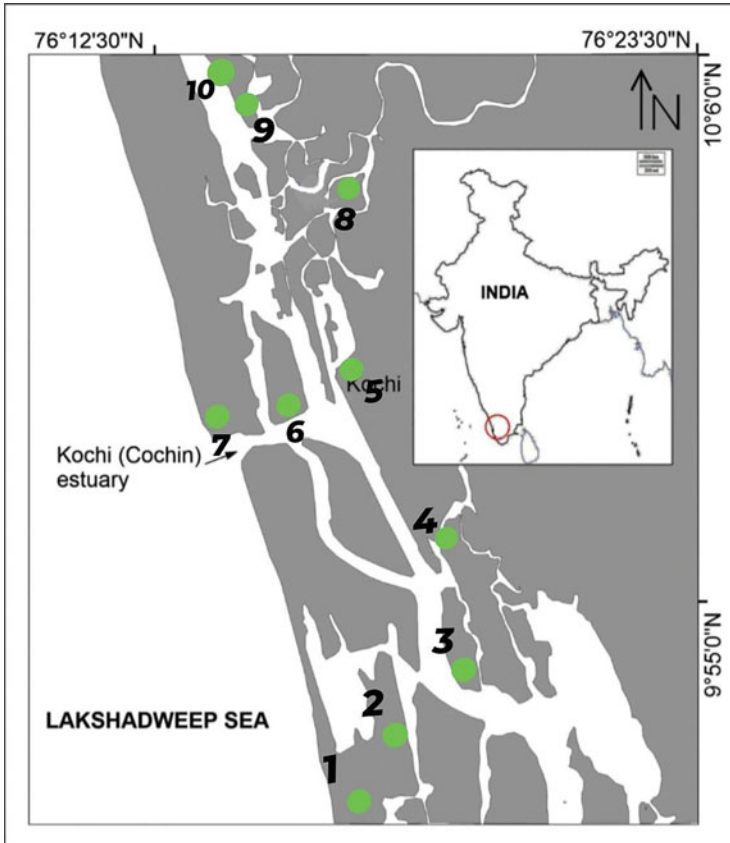 76°12'30"N
76°23'30"N
10°6'0"N
N
10
9
8
INDIA
Kochi
5
6
7
Kochi (Cochin)
estuary
4
9°55'0"N
3
2
LAKSHADWEEP SEA
1